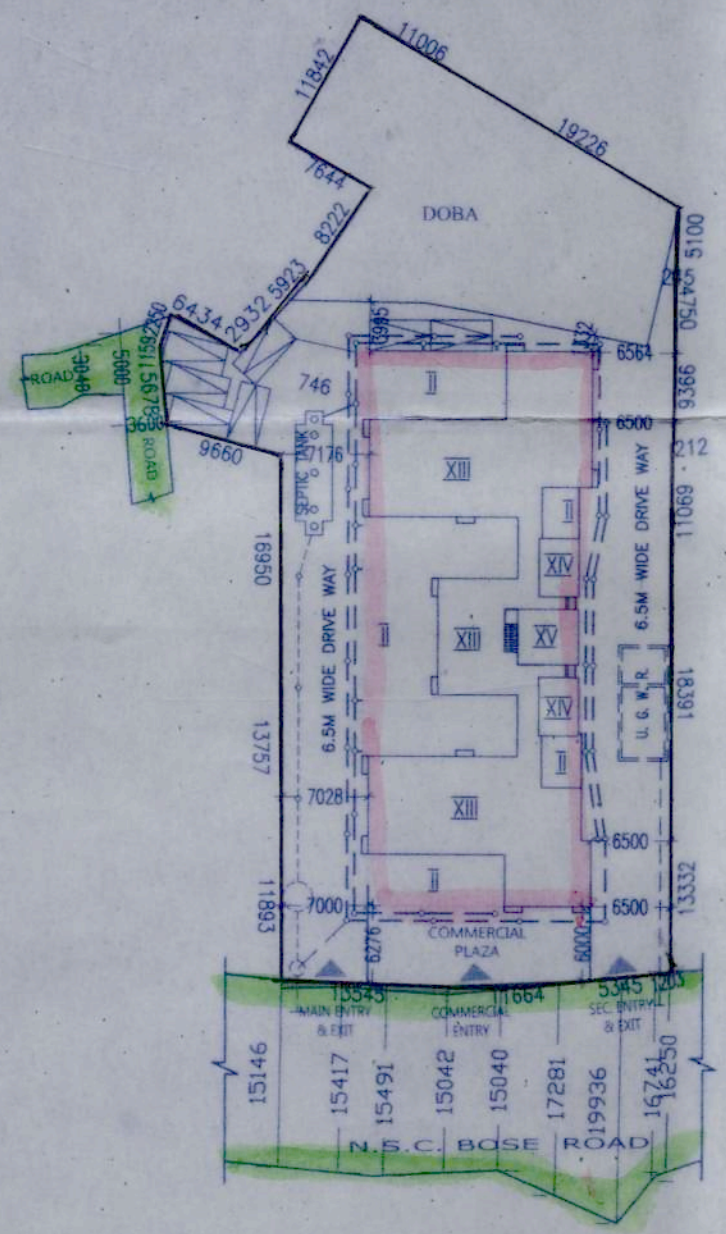 11006
11842
19226
7644
DOBA
8222
5100
5923
4750
6434
2932
6564
ROAD
3048
5000
746
II
9366
3600
6500
ROAD
9660
7176
XIII
212
SEPTIC TANK
II
11069
6.5M WIDE DRIVE WAY
16950
XIV
6.5M WIDE DRIVE WAY
II
XIII
XV
U. G. W. R.
18391
XIV
II
13757
7028
XIII
6500
II
11893
7000
6500
13332
COMMERCIAL
PLAZA
6276
6000
13545
11664
5345
1203
MAIN ENTRY
& EXIT
COMMERCIAL
ENTRY
SEC. ENTRY
& EXIT
15146
15417
15491
15042
15040
17281
19936
16741
16250
N.S.C. BOSE ROAD